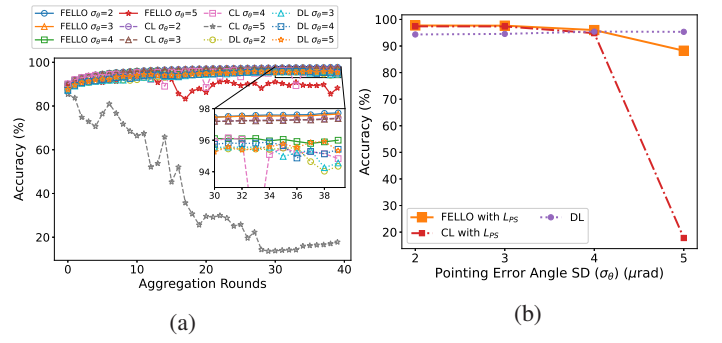 FELLO σθ=2 FELLO σθ=5 CL σθ=4 DL σθ=3
FELLO σθ=3 CL σθ=2 CL σθ=5 DL σθ=4
FELLO σθ=4 CL σθ=3 DL σθ=2 DL σθ=5
Accuracy (%)
100
80
60
40
20
98
96
94
30 32 34 36 38
0 10 20 30 40
Aggregation Rounds
(a)
Accuracy (%)
100
90
80
70
60
50
40
30
20
FELLO with LPS DL
CL with LPS
2 3 4 5
Pointing Error Angle SD (σθ) (μrad)
(b)